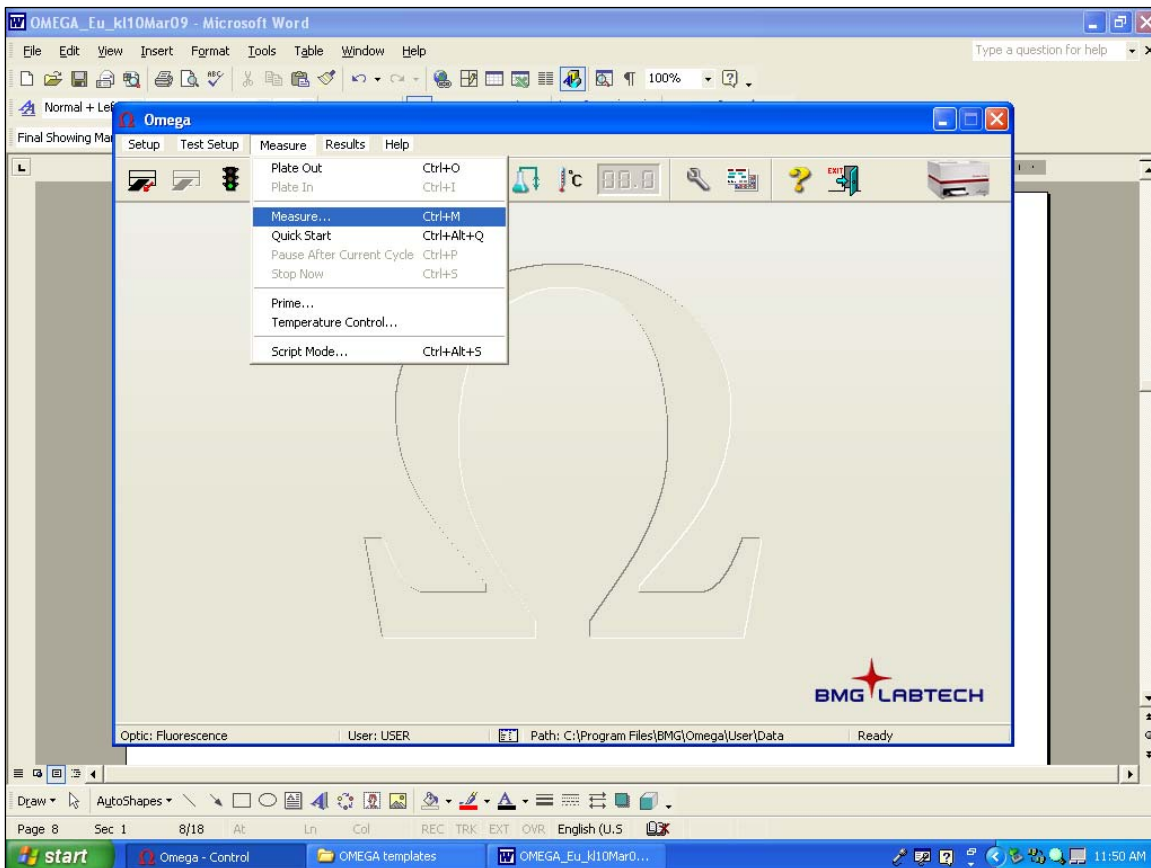 OMEGA_Eu_kl10Mar09 - Microsoft Word
File Edit View Insert Format Tools Table Window Help
Type a question for help
100%
Normal + Lef
Final Showing Mar
Omega
Setup Test Setup Measure Results Help
Plate Out Ctrl+O
Plate In Ctrl+I
Measure... Ctrl+M
Quick Start Ctrl+Alt+Q
Pause After Current Cycle Ctrl+P
Stop Now Ctrl+S
Prime...
Temperature Control...
Script Mode... Ctrl+Alt+S
°C 88.8
EXIT
Ω
BMG LABTECH
Optic: Fluorescence User: USER Path: C:\Program Files\BMG\Omega\User\Data Ready
Draw AutoShapes
Page 8 Sec 1 8/18 At Ln Col REC TRK EXT OVR English (U.S
start Omega - Control OMEGA templates OMEGA_Eu_kl10Mar0... 11:50 AM